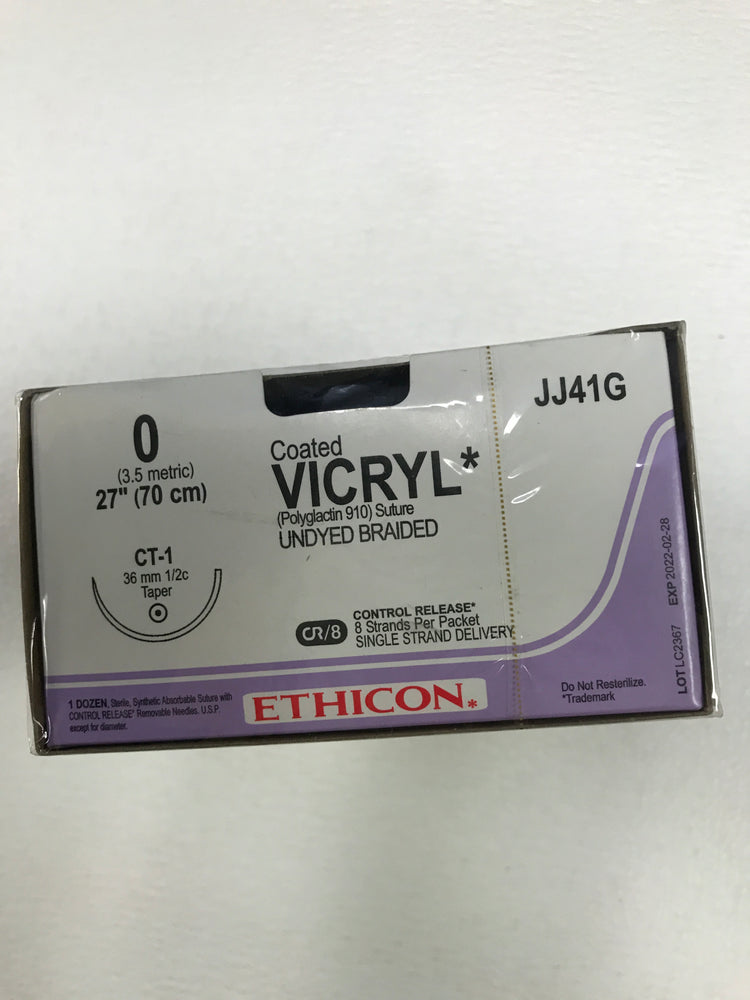 0
(3.5 metric)
27" (70 cm)
CT-1
36 mm 1/2c
Taper
Coated
VICRYL*
(Polyglactin 910) Suture
UNDYED BRAIDED
CR/8
CONTROL RELEASE*
8 Strands Per Packet
SINGLE STRAND DELIVERY
JJ41G
1 DOZEN, Sterile, Synthetic Absorbable Suture with
CONTROL RELEASE* Removable Needles. U.S.P.
except for diameter.
ETHICON*
Do Not Resterilize.
*Trademark
LOT LC2367 EXP 2022-02-28